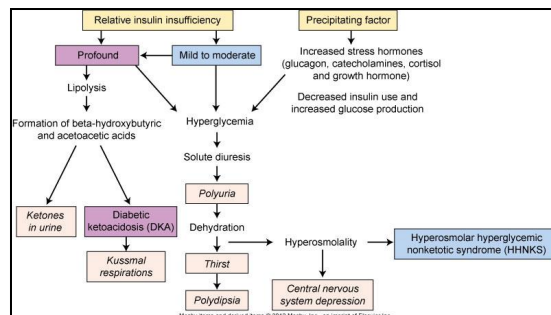 Relative insulin insufficiency
Precipitating factor
Profound
Mild to moderate
Increased stress hormones
(glucagon, catecholamines, cortisol
and growth hormone)
Decreased insulin use and
increased glucose production
Lipolysis
Formation of beta-hydroxybutyric
and acetoacetic acids
Hyperglycemia
Solute diuresis
Polyuria
Ketones
in urine
Diabetic
ketoacidosis (DKA)
Dehydration
Kussmal
respirations
Hyperosmolality
Hyperosmolar hyperglycemic
nonketotic syndrome (HHNKS)
Thirst
Polydipsia
Central nervous
system depression